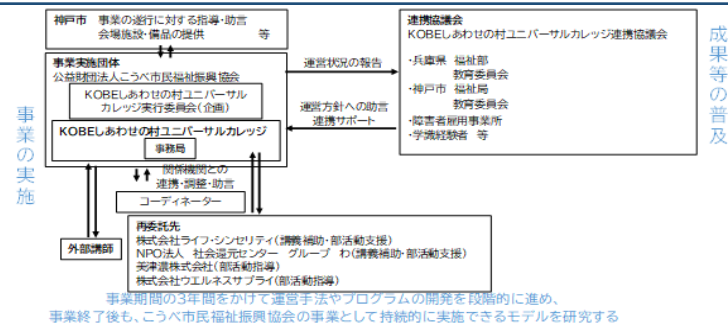 神戸市 事業の遂行に対する指導・助言
会場施設・備品の提供 等
事業実施団体
公益財団法人こうべ市民福祉振興協会
KOBEしあわせの村ユニバーサル
カレッジ実行委員会(企画)
KOBEしあわせの村ユニバーサルカレッジ
事務局
関係機関との
連携・調整・助言
コーディネーター
外部講師
再委託先
株式会社ライフ・シンセリティ(講義補助・部活動支援)
NPO法人 社会還元センター グループ わ(講義補助・部活動支援)
美津濃株式会社(部活動指導)
株式会社ウエルネスサプライ(部活動指導)
運営状況の報告
運営方針への助言
連携サポート
連携協議会
KOBEしあわせの村ユニバーサルカレッジ連携協議会
・兵庫県 福祉部
教育委員会
・神戸市 福祉局
教育委員会
・障害者雇用事業所
・学識経験者 等
事業の実施
成果等の普及
事業期間の3年間をかけて運営手法やプログラムの開発を段階的に進め、
事業終了後も、こうべ市民福祉振興協会の事業として持続的に実施できるモデルを研究する